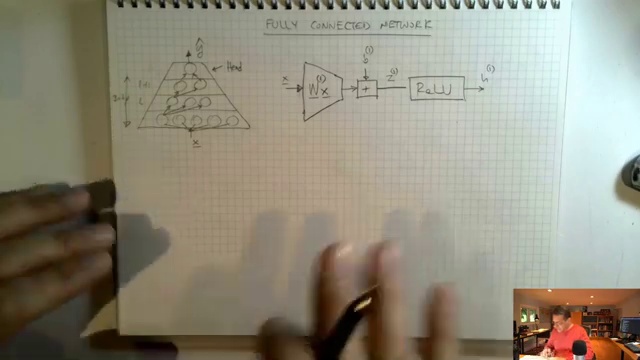 FULLY CONNECTED NETWORK
ŷ
Head
x
x
W⁽¹⁾x
b⁽¹⁾
+
z⁽¹⁾
ReLU
h⁽¹⁾